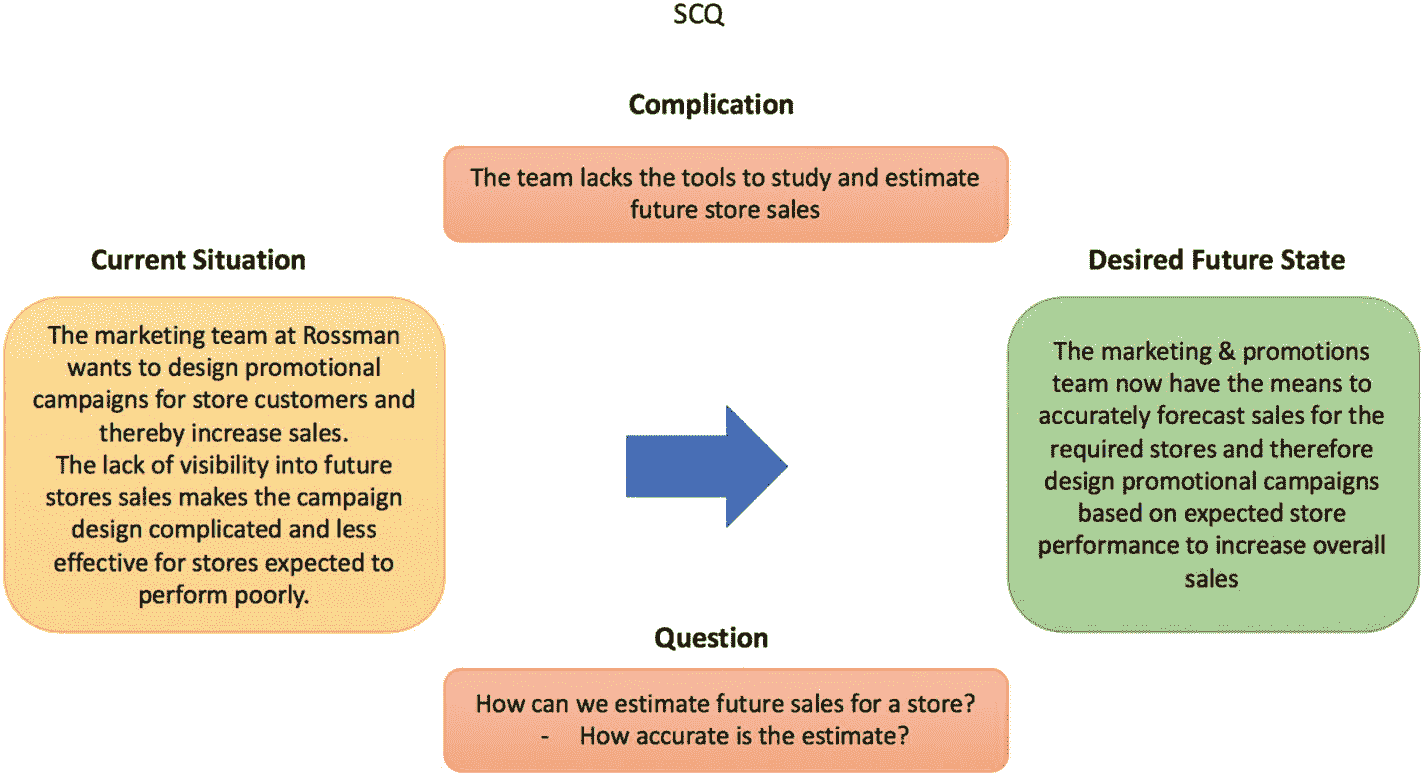 SCQ
Complication
The team lacks the tools to study and estimate
future store sales
Current Situation
The marketing team at Rossman
wants to design promotional
campaigns for store customers and
thereby increase sales.
The lack of visibility into future
stores sales makes the campaign
design complicated and less
effective for stores expected to
perform poorly.
Desired Future State
The marketing & promotions
team now have the means to
accurately forecast sales for the
required stores and therefore
design promotional campaigns
based on expected store
performance to increase overall
sales
Question
How can we estimate future sales for a store?
- How accurate is the estimate?